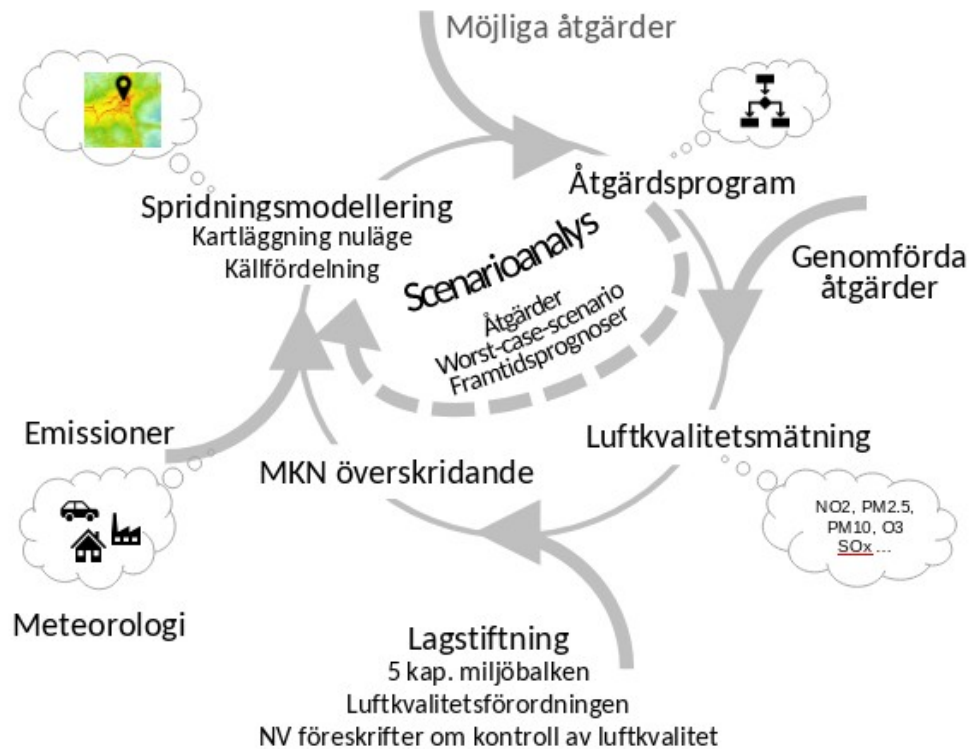 Möjliga åtgärder
Åtgärdsprogram
Spridningsmodellering
Kartläggning nuläge
Källfördelning
Scenarioanalys
Åtgärder
Worst-case-scenario
Framtidsprognoser
Genomförda
åtgärder
Emissioner
MKN överskridande
Luftkvalitetsmätning
NO2, PM2.5,
PM10, O3
SOx ...
Meteorologi
Lagstiftning
5 kap. miljöbalken
Luftkvalitetsförordningen
NV föreskrifter om kontroll av luftkvalitet